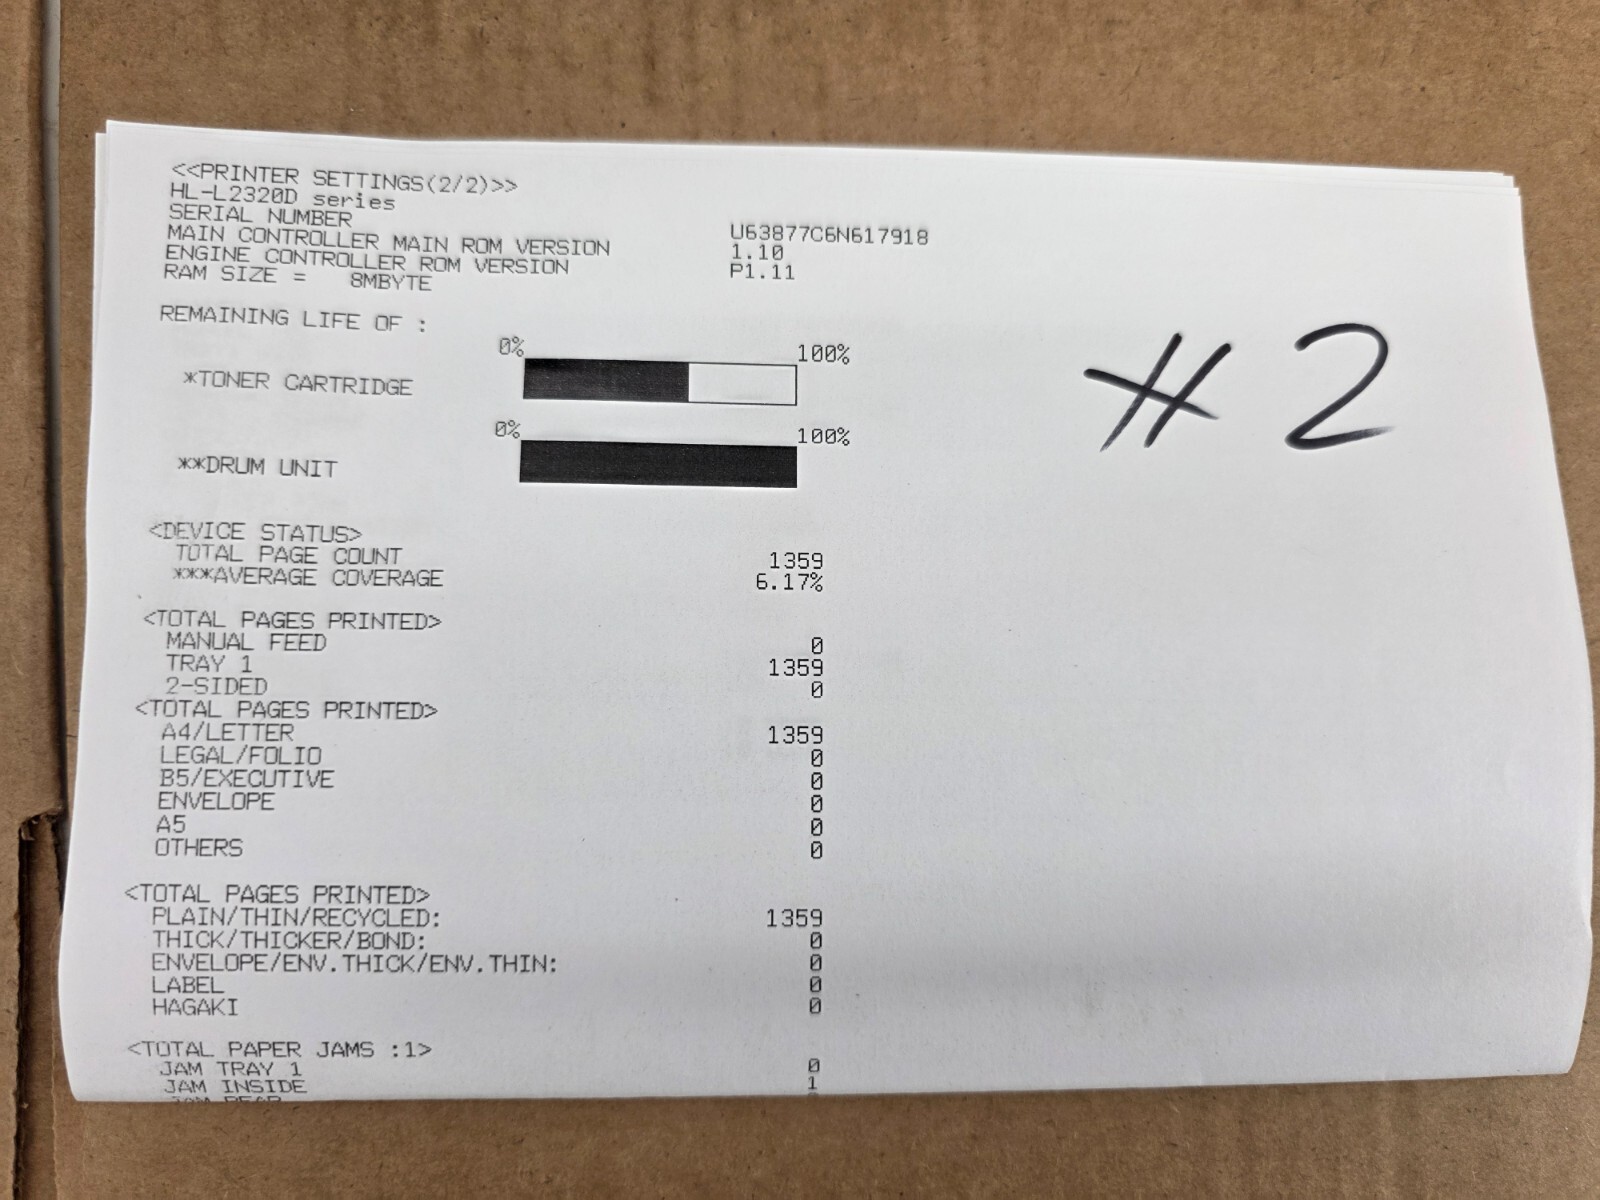 <<PRINTER SETTINGS(2/2)>>
HL-L2320D series
SERIAL NUMBER U63877C6N617918
MAIN CONTROLLER MAIN ROM VERSION 1.10
ENGINE CONTROLLER ROM VERSION P1.11
RAM SIZE = 8MBYTE
REMAINING LIFE OF :
0% 100%
*TONER CARTRIDGE
#2
0% 100%
**DRUM UNIT
<DEVICE STATUS>
TOTAL PAGE COUNT 1359
***AVERAGE COVERAGE 6.17%
<TOTAL PAGES PRINTED>
MANUAL FEED 0
TRAY 1 1359
2-SIDED 0
<TOTAL PAGES PRINTED>
A4/LETTER 1359
LEGAL/FOLIO 0
B5/EXECUTIVE 0
ENVELOPE 0
A5 0
OTHERS 0
<TOTAL PAGES PRINTED>
PLAIN/THIN/RECYCLED: 1359
THICK/THICKER/BOND: 0
ENVELOPE/ENV.THICK/ENV.THIN: 0
LABEL 0
HAGAKI 0
<TOTAL PAPER JAMS :1>
JAM TRAY 1 0
JAM INSIDE 1